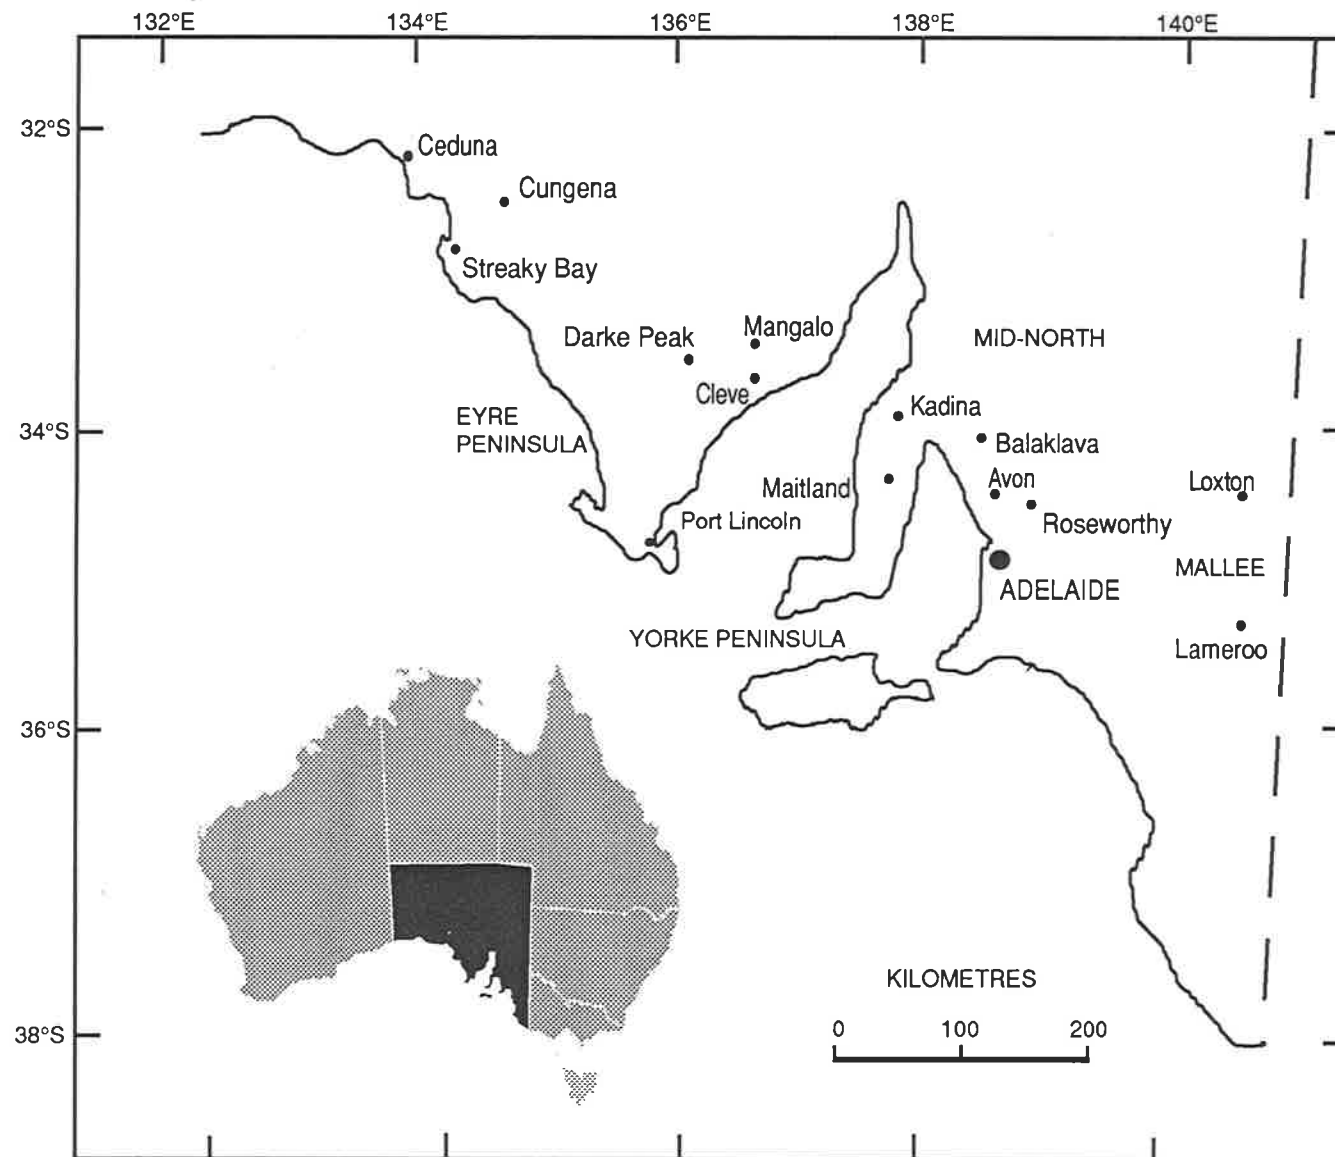 132°E
134°E
136°E
138°E
140°E
32°S
Ceduna
Cungena
Streaky Bay
Darke Peak
Mangalo
MID-NORTH
Cleve
Kadina
EYRE
PENINSULA
34°S
Balaklava
Maitland
Avon
Loxton
Port Lincoln
Roseworthy
MALLEE
ADELAIDE
YORKE PENINSULA
Lameroo
36°S
KILOMETRES
38°S
0
100
200